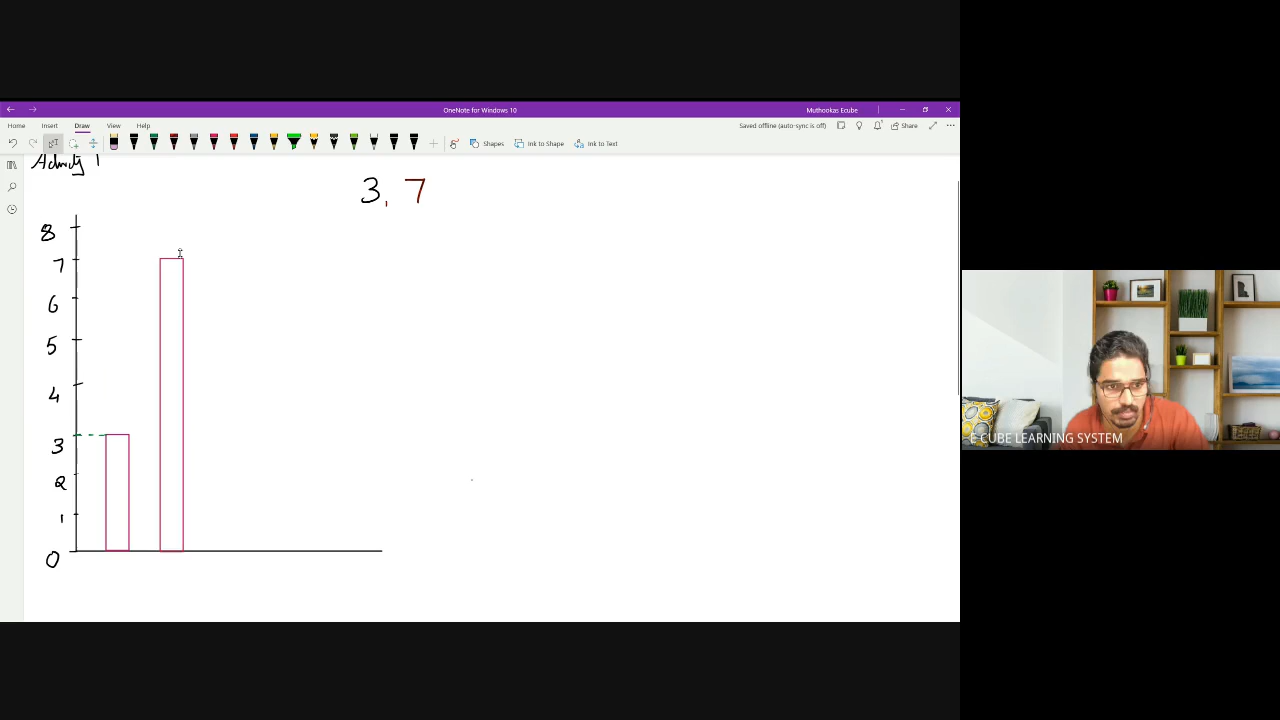 OneNote for Windows 10
Muthookas Ecube
Home Insert Draw View Help
Saved offline (auto-sync is off)
Share
Shapes
Ink to Shape
Ink to Text
Activity 1
3, 7
8
7
6
5
4
3
2
1
0
E CUBE LEARNING SYSTEM